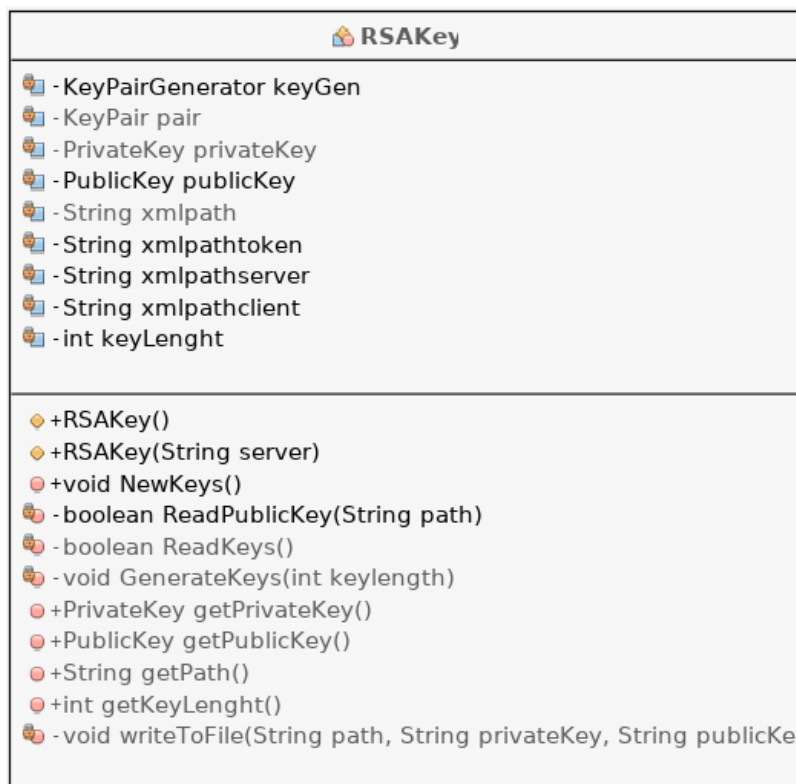 RSAKey
-KeyPairGenerator keyGen
-KeyPair pair
-PrivateKey privateKey
-PublicKey publicKey
-String xmlpath
-String xmlpathtoken
-String xmlpathserver
-String xmlpathclient
-int keyLenght
+RSAKey()
+RSAKey(String server)
+void NewKeys()
-boolean ReadPublicKey(String path)
-boolean ReadKeys()
-void GenerateKeys(int keylength)
+PrivateKey getPrivateKey()
+PublicKey getPublicKey()
+String getPath()
+int getKeyLenght()
-void writeToFile(String path, String privateKey, String publicKe